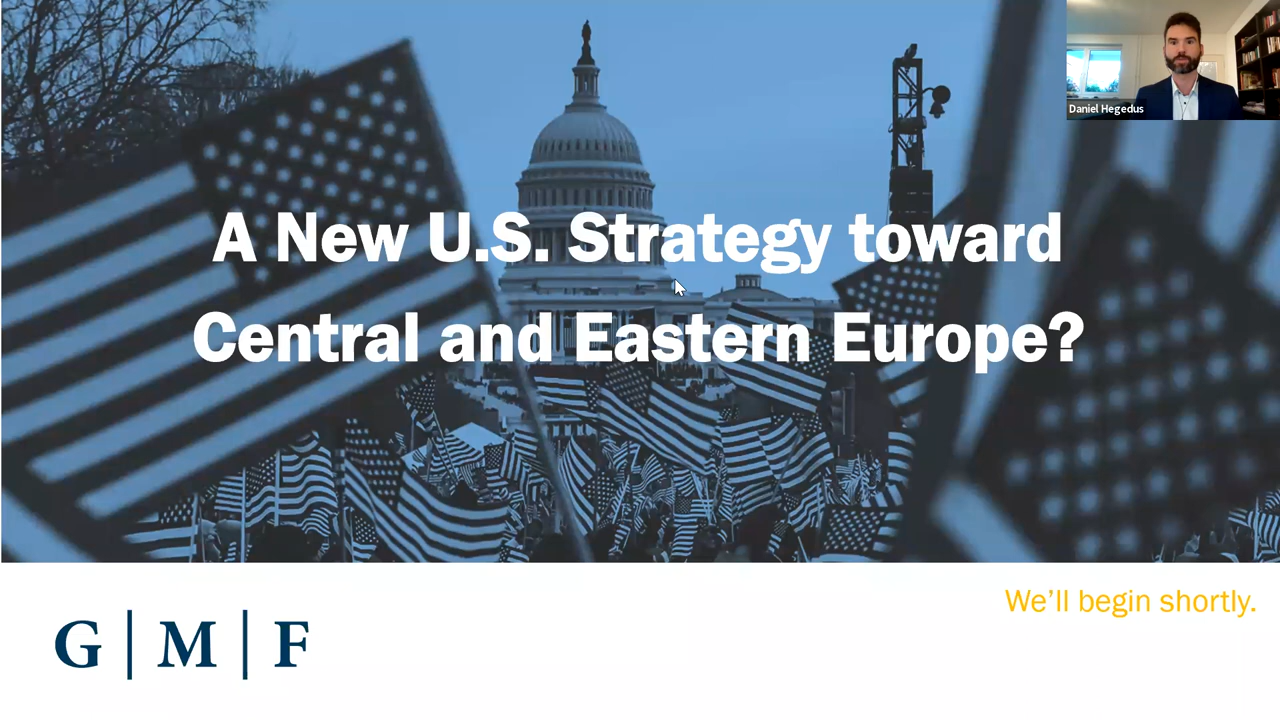 Daniel Hegedus
A New U.S. Strategy toward
Central and Eastern Europe?
We'll begin shortly.
G|M|F